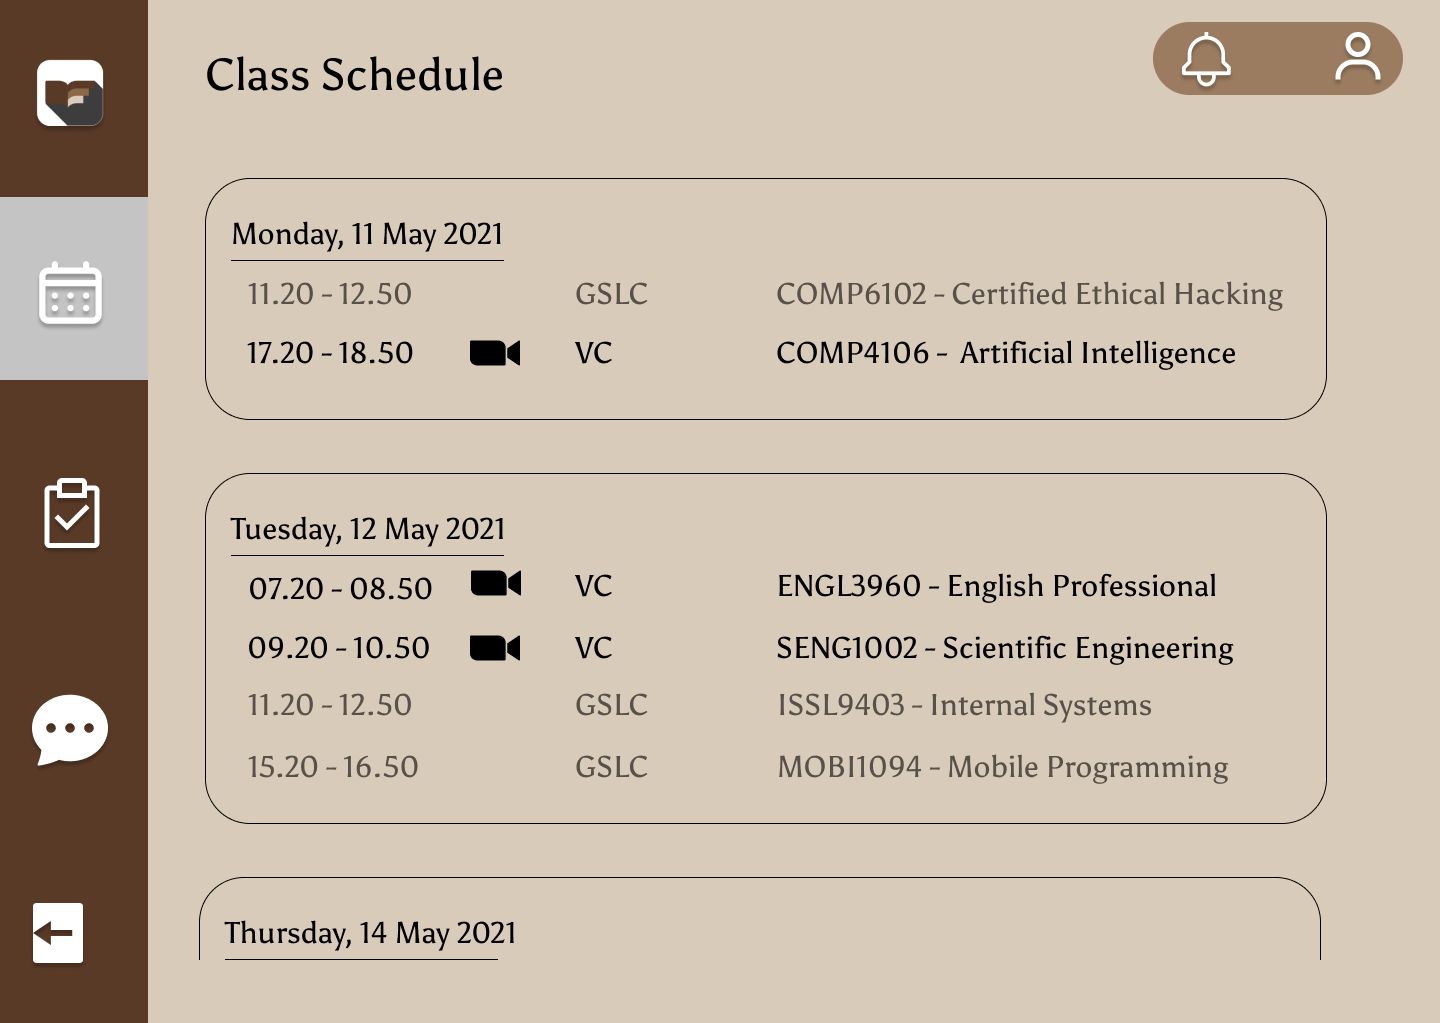 Class Schedule
Monday, 11 May 2021
11.20 - 12.50 GSLC COMP6102 - Certified Ethical Hacking
17.20 - 18.50 VC COMP4106 - Artificial Intelligence
Tuesday, 12 May 2021
07.20 - 08.50 VC ENGL3960 - English Professional
09.20 - 10.50 VC SENG1002 - Scientific Engineering
11.20 - 12.50 GSLC ISSL9403 - Internal Systems
15.20 - 16.50 GSLC MOBI1094 - Mobile Programming
Thursday, 14 May 2021